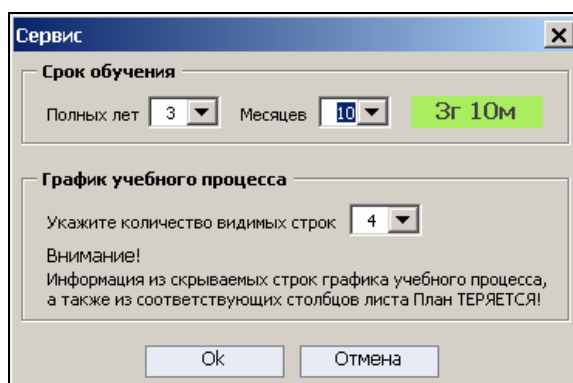 Сервис
Срок обучения
Полных лет 3 Месяцев 10 3г 10м
График учебного процесса
Укажите количество видимых строк 4
Внимание!
Информация из скрываемых строк графика учебного процесса,
а также из соответствующих столбцов листа План ТЕРЯЕТСЯ!
Ok Отмена